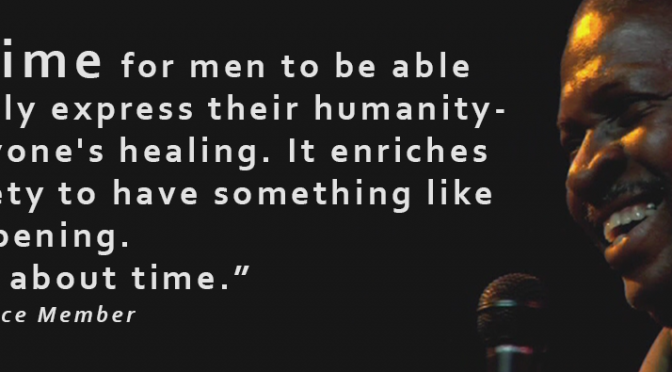 ime for men to be able
ly express their humanity-
yone's healing. It enriches
ety to have something like
pening.
about time.”
ce Member